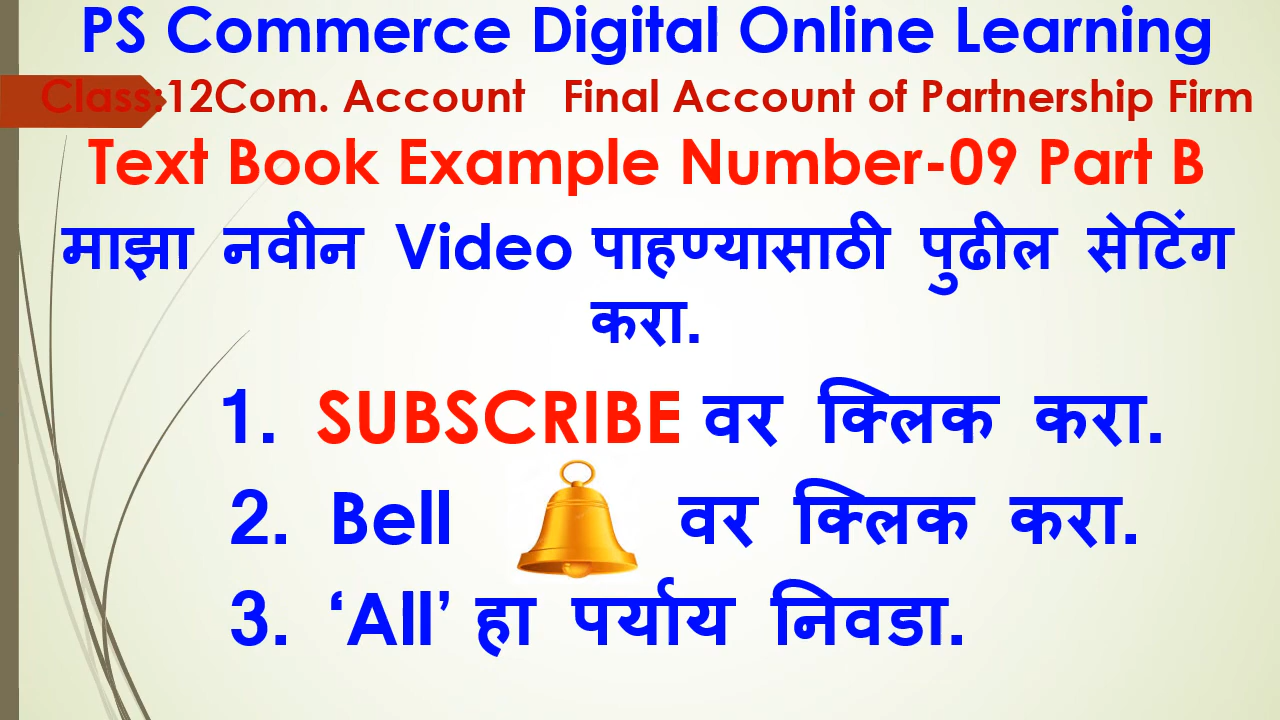 PS Commerce Digital Online Learning
Class:12Com. Account Final Account of Partnership Firm
Text Book Example Number-09 Part B
माझा नवीन Video पाहण्यासाठी पुढील सेटिंग
करा.
1. SUBSCRIBE वर क्लिक करा.
2. Bell वर क्लिक करा.
3. ‘All’ हा पर्याय निवडा.